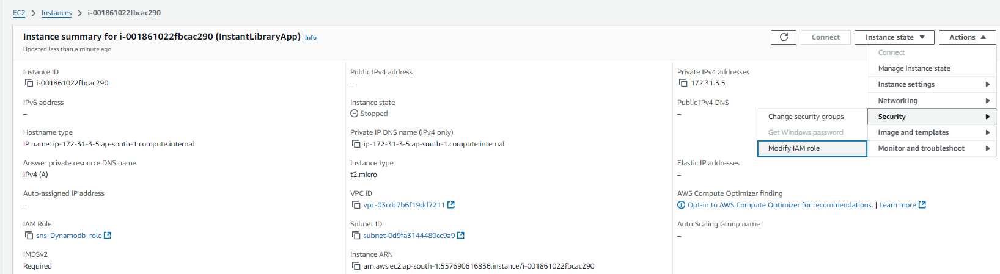 EC2 > Instances > i-001861022fbcac290
Instance summary for i-001861022fbcac290 (InstantLibraryApp) Info
Updated less than a minute ago
Connect
Instance state
Actions
Connect
Manage instance state
Instance settings
Networking
Security
Image and templates
Monitor and troubleshoot
Change security groups
Get Windows password
Modify IAM role
Instance ID
i-001861022fbcac290
Public IPv4 address
–
Private IPv4 addresses
172.31.3.5
IPv6 address
–
Instance state
Stopped
Public IPv4 DNS
–
Hostname type
IP name: ip-172-31-3-5.ap-south-1.compute.internal
Private IP DNS name (IPv4 only)
ip-172-31-3-5.ap-south-1.compute.internal
Answer private resource DNS name
IPv4 (A)
Instance type
t2.micro
Elastic IP addresses
–
Auto-assigned IP address
–
VPC ID
vpc-03cdc7b6f19dd7211
AWS Compute Optimizer finding
Opt-in to AWS Compute Optimizer for recommendations. | Learn more
IAM Role
sns_Dynamodb_role
Subnet ID
subnet-0d9fa3144480cc9a9
Auto Scaling Group name
–
IMDSv2
Required
Instance ARN
arn:aws:ec2:ap-south-1:557690616836:instance/i-001861022fbcac290